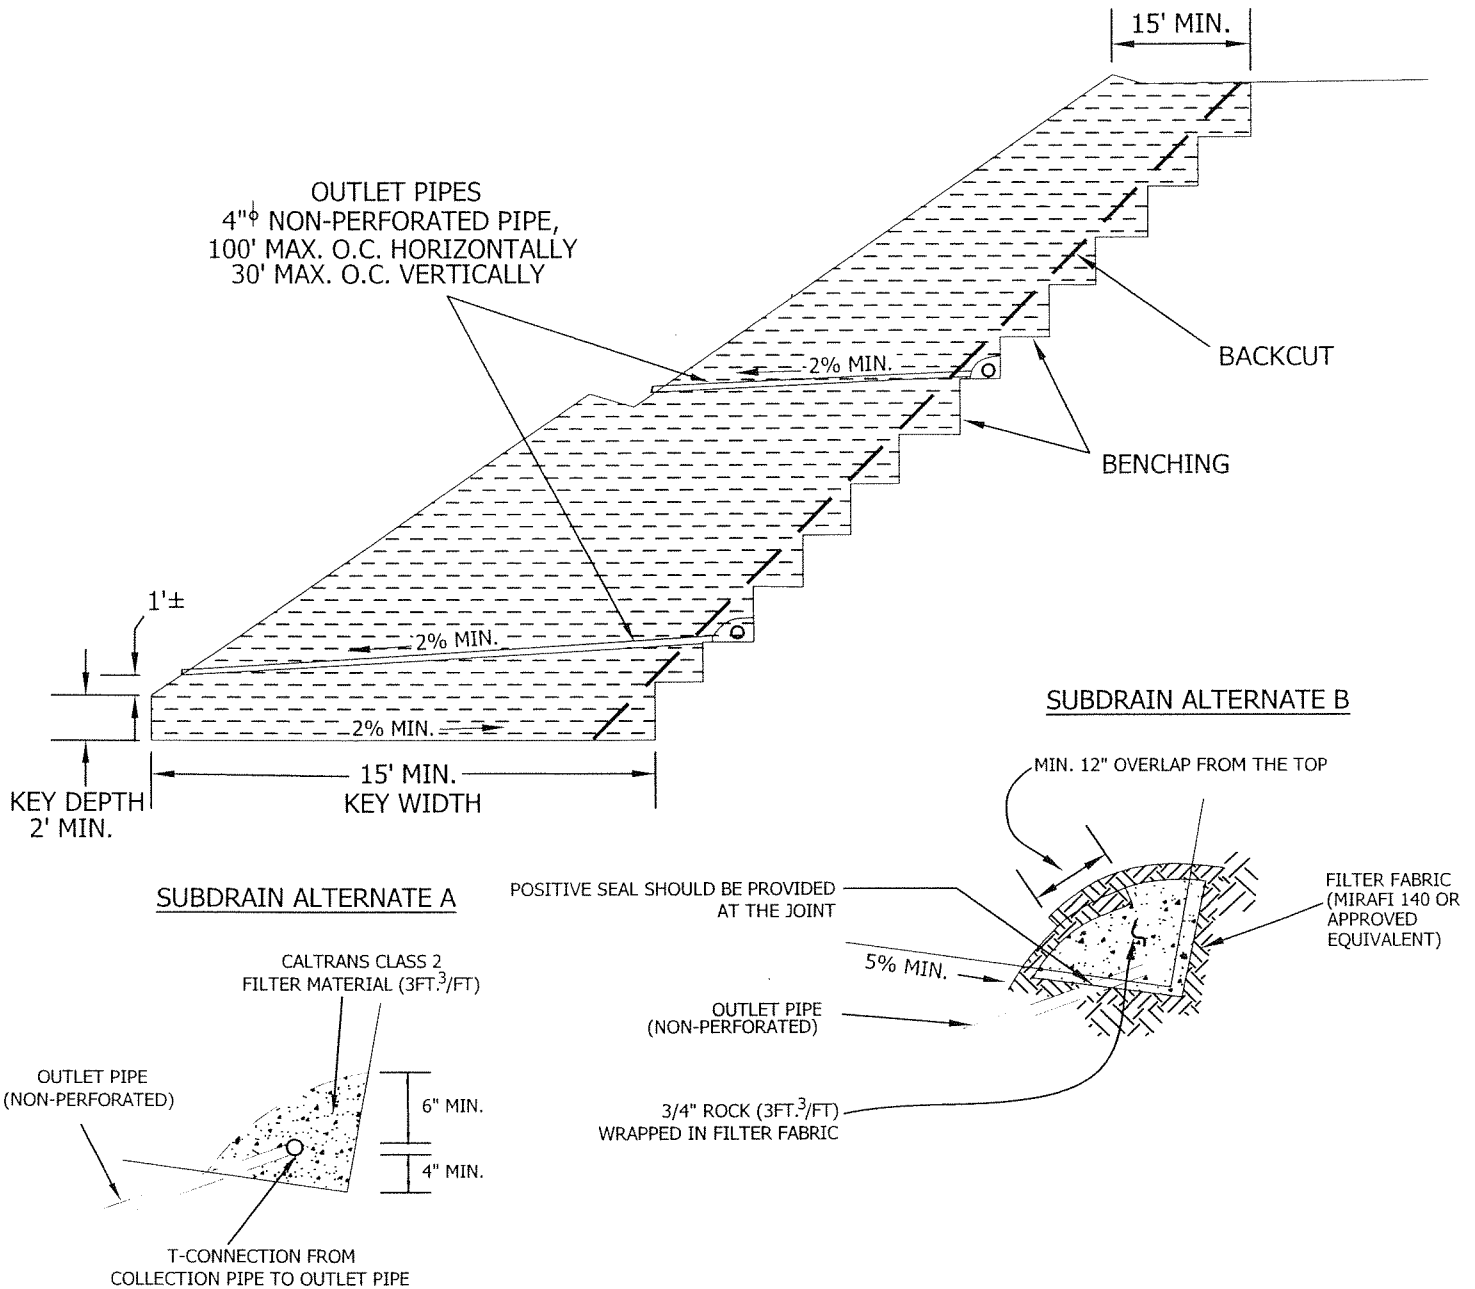 15' MIN.
OUTLET PIPES
4"ϕ NON-PERFORATED PIPE,
100' MAX. O.C. HORIZONTALLY
30' MAX. O.C. VERTICALLY
2% MIN.
BACKCUT
BENCHING
1'±
2% MIN.
2% MIN.
15' MIN.
KEY WIDTH
KEY DEPTH
2' MIN.
SUBDRAIN ALTERNATE B
MIN. 12" OVERLAP FROM THE TOP
POSITIVE SEAL SHOULD BE PROVIDED
AT THE JOINT
FILTER FABRIC
(MIRAFI 140 OR
APPROVED
EQUIVALENT)
5% MIN.
OUTLET PIPE
(NON-PERFORATED)
3/4" ROCK (3FT.³/FT)
WRAPPED IN FILTER FABRIC
SUBDRAIN ALTERNATE A
CALTRANS CLASS 2
FILTER MATERIAL (3FT.³/FT)
OUTLET PIPE
(NON-PERFORATED)
6" MIN.
4" MIN.
T-CONNECTION FROM
COLLECTION PIPE TO OUTLET PIPE